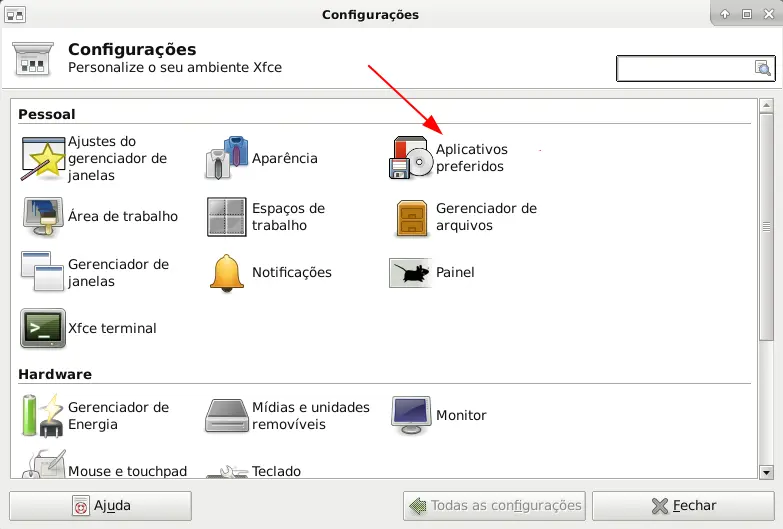 Configurações
Configurações
Personalize o seu ambiente Xfce
Pessoal
Ajustes do
gerenciador de
janelas
Aparência
Aplicativos
preferidos
Área de trabalho
Espaços de
trabalho
Gerenciador de
arquivos
Gerenciador de
janelas
Notificações
Painel
Xfce terminal
Hardware
Gerenciador de
Energia
Mídias e unidades
removíveis
Monitor
Mouse e touchpad
Teclado
Ajuda
Todas as configurações
Fechar